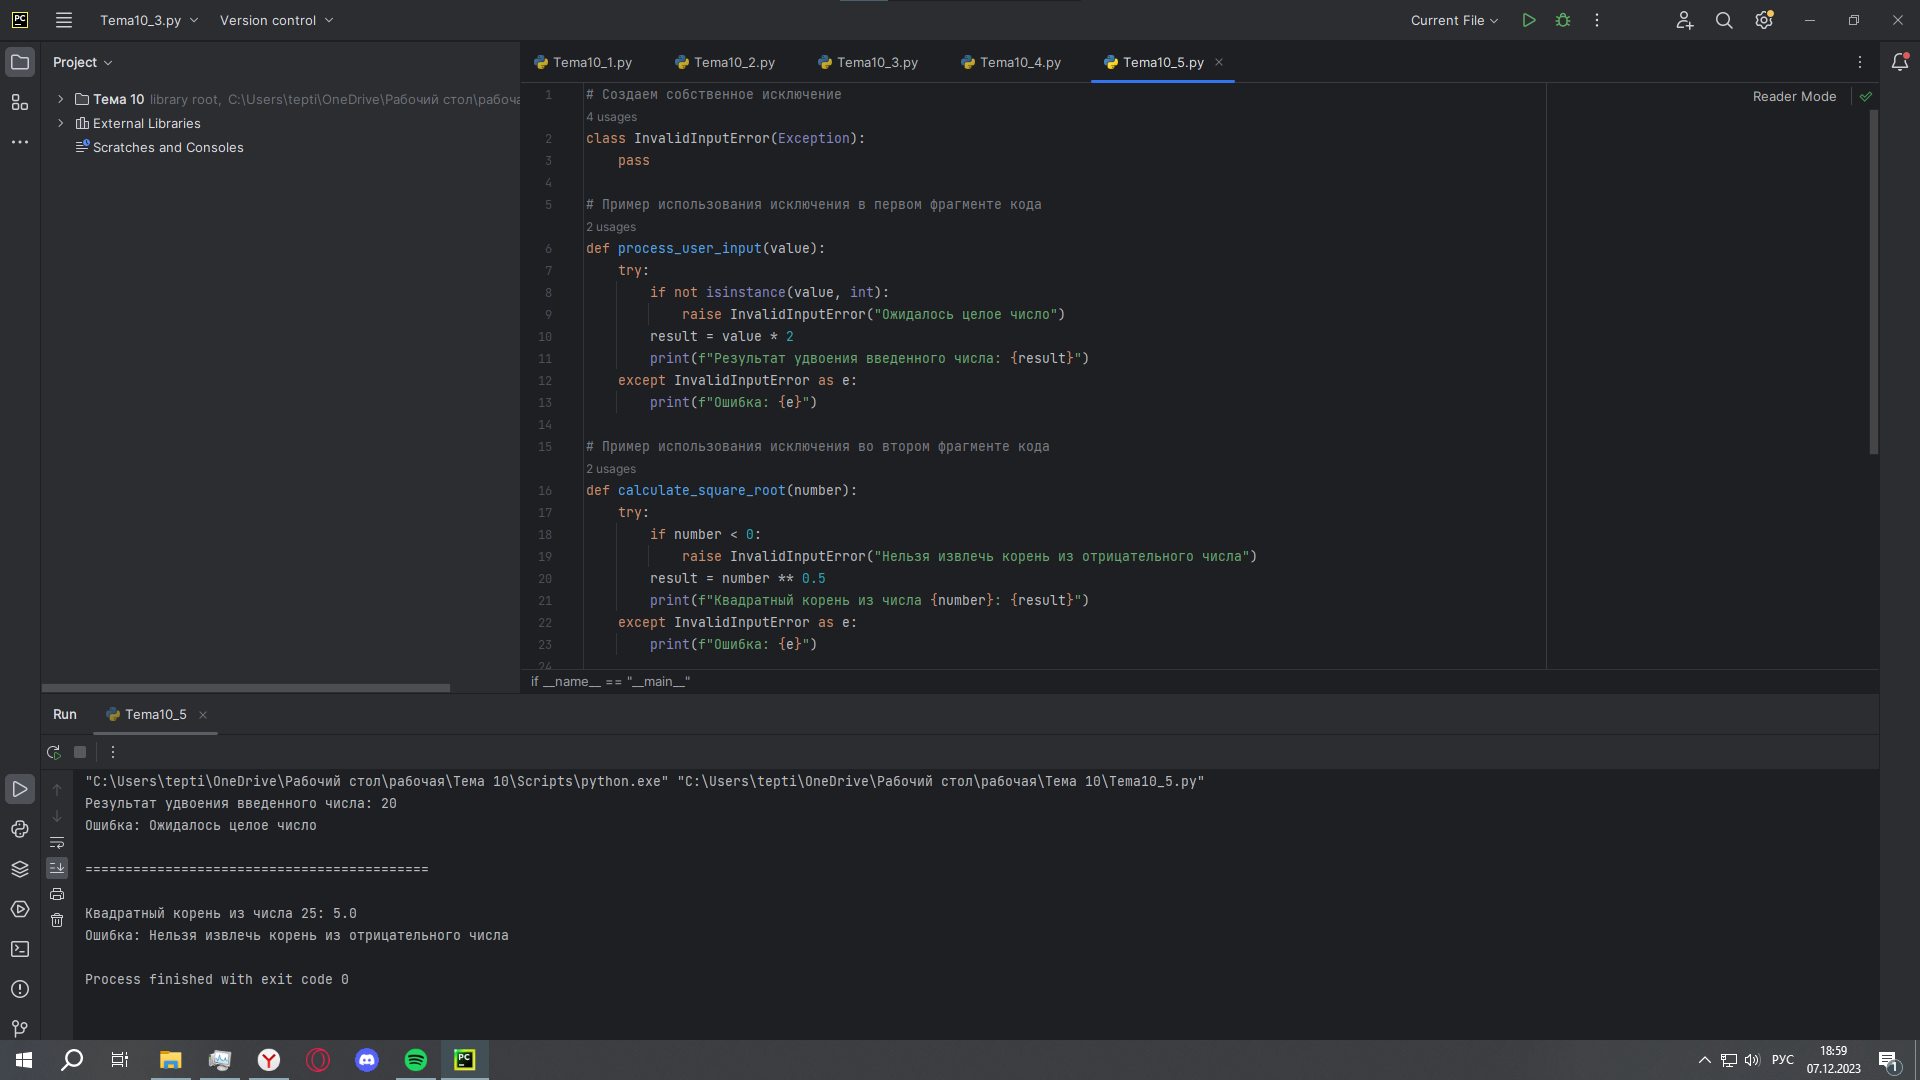 PC Tema10_3.py Version control Current File
Project
Тема 10 library root, C:\Users\tepti\OneDrive\Рабочий стол\рабоча
External Libraries
Scratches and Consoles
Tema10_1.py Tema10_2.py Tema10_3.py Tema10_4.py Tema10_5.py
Reader Mode
1 # Создаем собственное исключение
4 usages
2 class InvalidInputError(Exception):
3 pass
4
5 # Пример использования исключения в первом фрагменте кода
2 usages
6 def process_user_input(value):
7 try:
8 if not isinstance(value, int):
9 raise InvalidInputError("Ожидалось целое число")
10 result = value * 2
11 print(f"Результат удвоения введенного числа: {result}")
12 except InvalidInputError as e:
13 print(f"Ошибка: {e}")
14
15 # Пример использования исключения во втором фрагменте кода
2 usages
16 def calculate_square_root(number):
17 try:
18 if number < 0:
19 raise InvalidInputError("Нельзя извлечь корень из отрицательного числа")
20 result = number ** 0.5
21 print(f"Квадратный корень из числа {number}: {result}")
22 except InvalidInputError as e:
23 print(f"Ошибка: {e}")
24
if __name__ == "__main__"
Run Tema10_5
"C:\Users\tepti\OneDrive\Рабочий стол\рабочая\Тема 10\Scripts\python.exe" "C:\Users\tepti\OneDrive\Рабочий стол\рабочая\Тема 10\Tema10_5.py"
Результат удвоения введенного числа: 20
Ошибка: Ожидалось целое число
===========================================
Квадратный корень из числа 25: 5.0
Ошибка: Нельзя извлечь корень из отрицательного числа
Process finished with exit code 0
PC РУС 18:59
07.12.2023 1